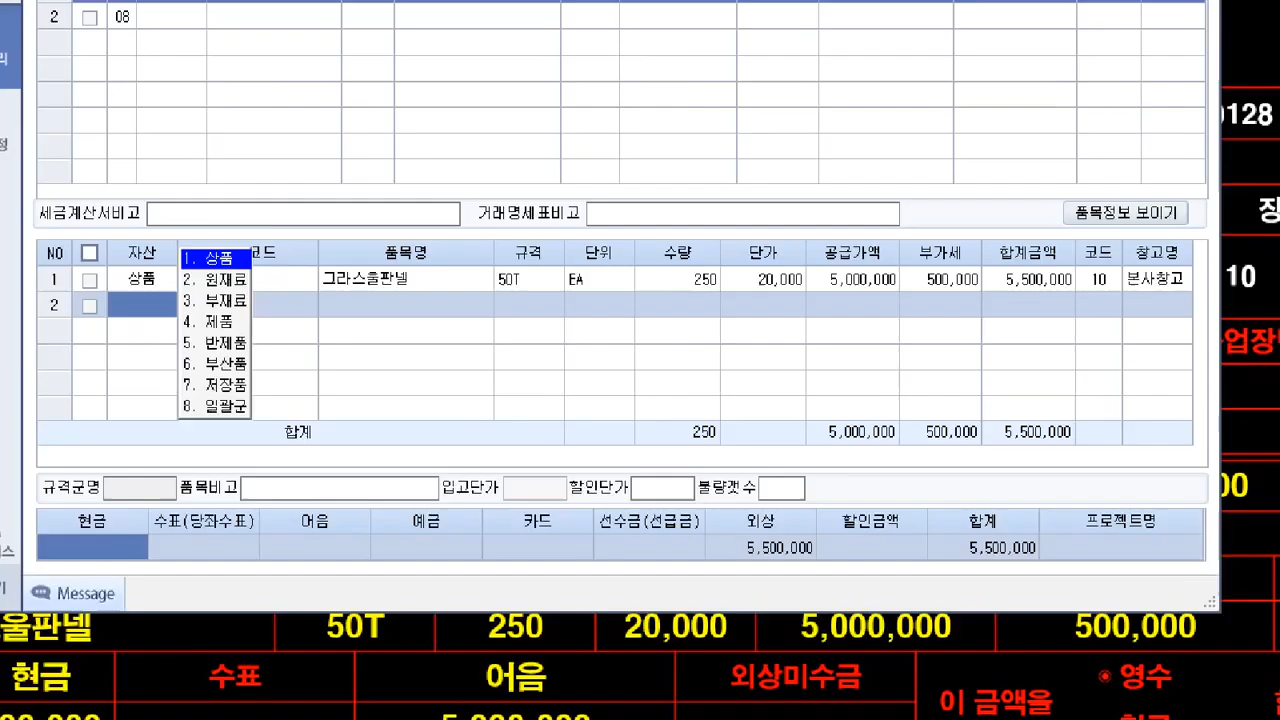 2 08
리
정
세금계산서비고 거래명세표비고 품목정보 보이기
NO 자산 코드 품목명 규격 단위 수량 단가 공급가액 부가세 합계금액 코드 창고명
1 상품 그라스울판넬 50T EA 250 20,000 5,000,000 500,000 5,500,000 10 본사창고
2
1. 상품
2. 원재료
3. 부재료
4. 제품
5. 반제품
6. 부산품
7. 저장품
8. 일괄군
합계 250 5,000,000 500,000 5,500,000
규격군명 품목비고 입고단가 할인단가 불량갯수
현금 수표(당좌수표) 어음 예금 카드 선수금(선급금) 외상 할인금액 합계 프로젝트명
5,500,000 5,500,000
스
기
Message
0128
장
10
업장
00
울판넬 50T 250 20,000 5,000,000 500,000
현금 수표 어음 외상미수금 이 금액을 영수